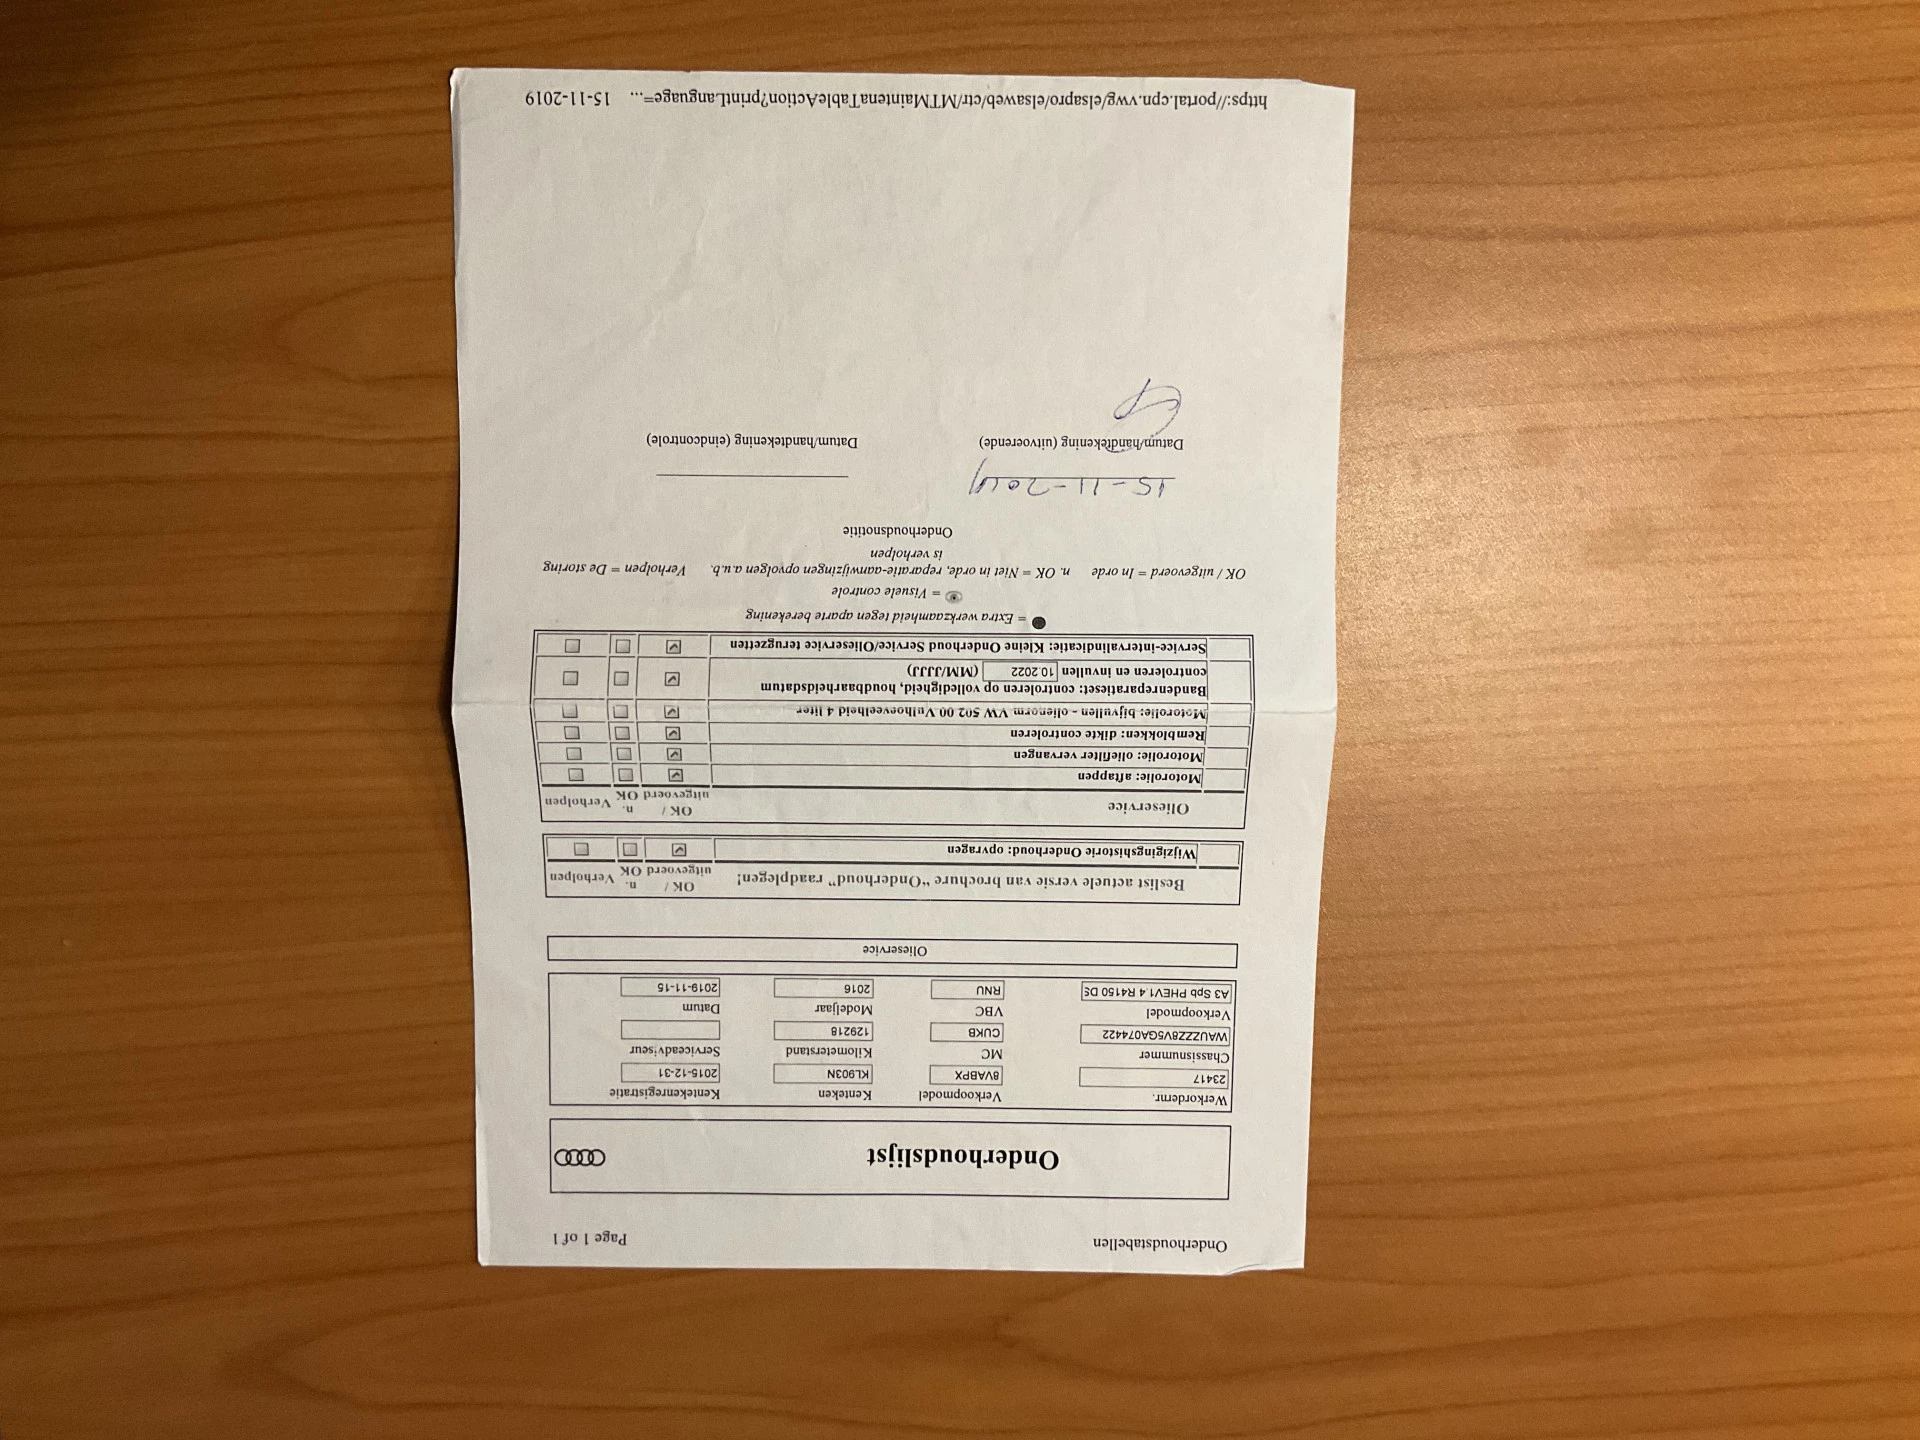 Onderhoudstabellen Page 1 of 1
Onderhoudslijst
Werkordernr. Verkoopmodel Kenteken Kentekenregistratie
23417 8VABPX KL903N 2015-12-31
Chassisnummer MC Kilometerstand Serviceadviseur
WAUZZZ8V5GA074422 CUKB 129218
Verkoopmodel VBC Modeljaar Datum
A3 Spb PHEV1.4 R4150 DS RNU 2016 2019-11-15
Olieservice
Beslist actuele versie van brochure "Onderhoud" raadplegen! OK / uitgevoerd n. OK Verholpen
Wijzigingshistorie Onderhoud: opvragen
Olieservice OK / uitgevoerd n. OK Verholpen
Motorolie: aftappen
Motorolie: oliefilter vervangen
Remblokken: dikte controleren
Motorolie: bijvullen - olienorm VW 502 00 Vulhoeveelheid 4 liter
Bandenreparatieset: controleren op volledigheid, houdbaarheidsdatum
controleren en invullen 10.2022 (MM/JJJJ)
Service-intervalindicatie: Kleine Onderhoud Service/Olieservice terugzetten
= Extra werkzaamheid tegen aparte berekening
= Visuele controle
OK / uitgevoerd = In orde n. OK = Niet in orde, reparatie-aanwijzingen opvolgen a.u.b. Verholpen = De storing
is verholpen
Onderhoudsnotitie
15-11-2019
Datum/handtekening (uitvoerende) Datum/handtekening (eindcontrole)
https://portal.cpn.vwg/elsapro/elsaweb/ctr/MTMaintenaTableAction?printLanguage=... 15-11-2019